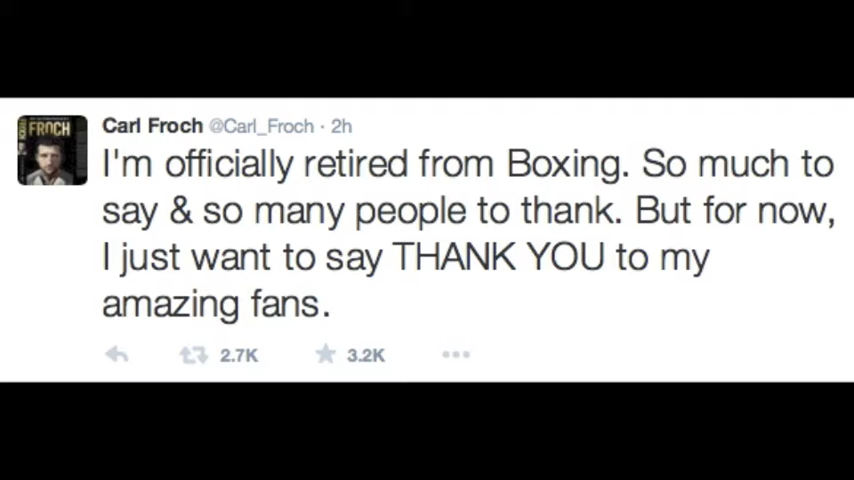 FROCH
Carl Froch @Carl_Froch · 2h
I'm officially retired from Boxing. So much to
say & so many people to thank. But for now,
I just want to say THANK YOU to my
amazing fans.
2.7K 3.2K